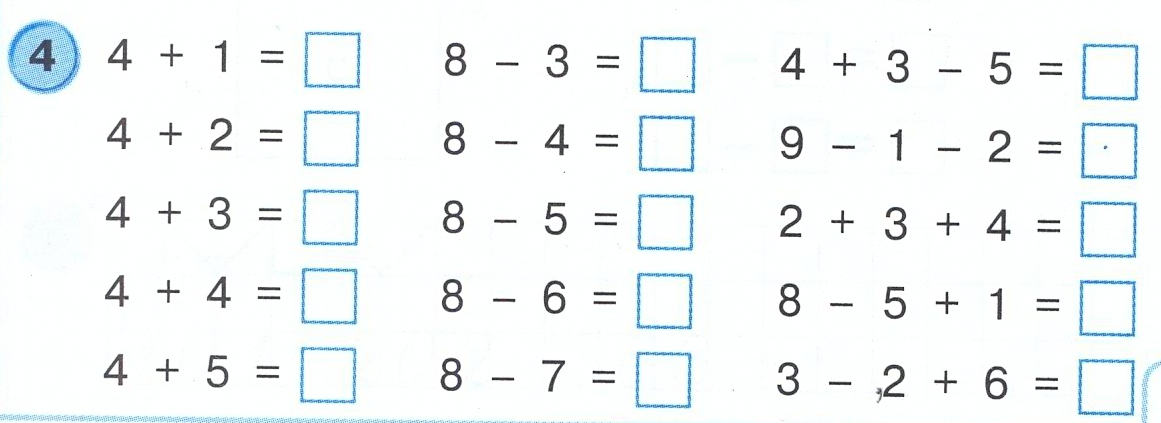 4 4 + 1 = 8 - 3 = 4 + 3 - 5 =
4 + 2 = 8 - 4 = 9 - 1 - 2 =
4 + 3 = 8 - 5 = 2 + 3 + 4 =
4 + 4 = 8 - 6 = 8 - 5 + 1 =
4 + 5 = 8 - 7 = 3 - 2 + 6 =